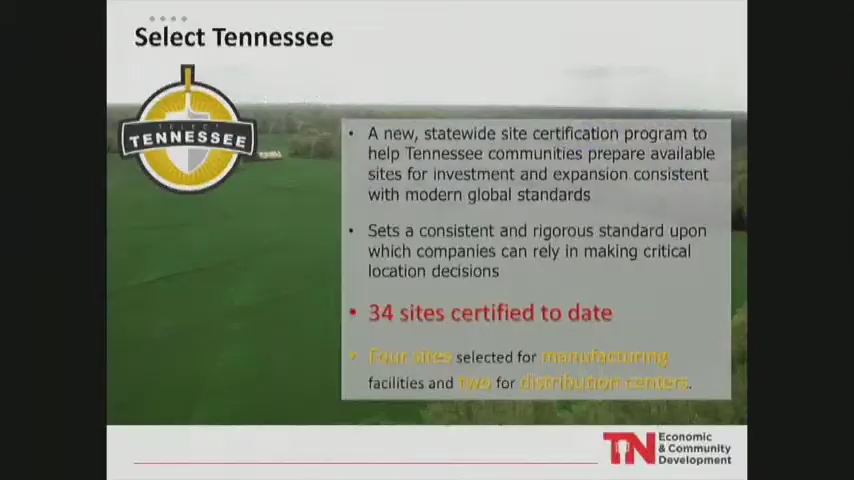 Select Tennessee
SELECT
TENNESSEE
• A new, statewide site certification program to
help Tennessee communities prepare available
sites for investment and expansion consistent
with modern global standards
• Sets a consistent and rigorous standard upon
which companies can rely in making critical
location decisions
• 34 sites certified to date
• Four sites selected for manufacturing
facilities and two for distribution centers.
TN Economic
& Community
Development